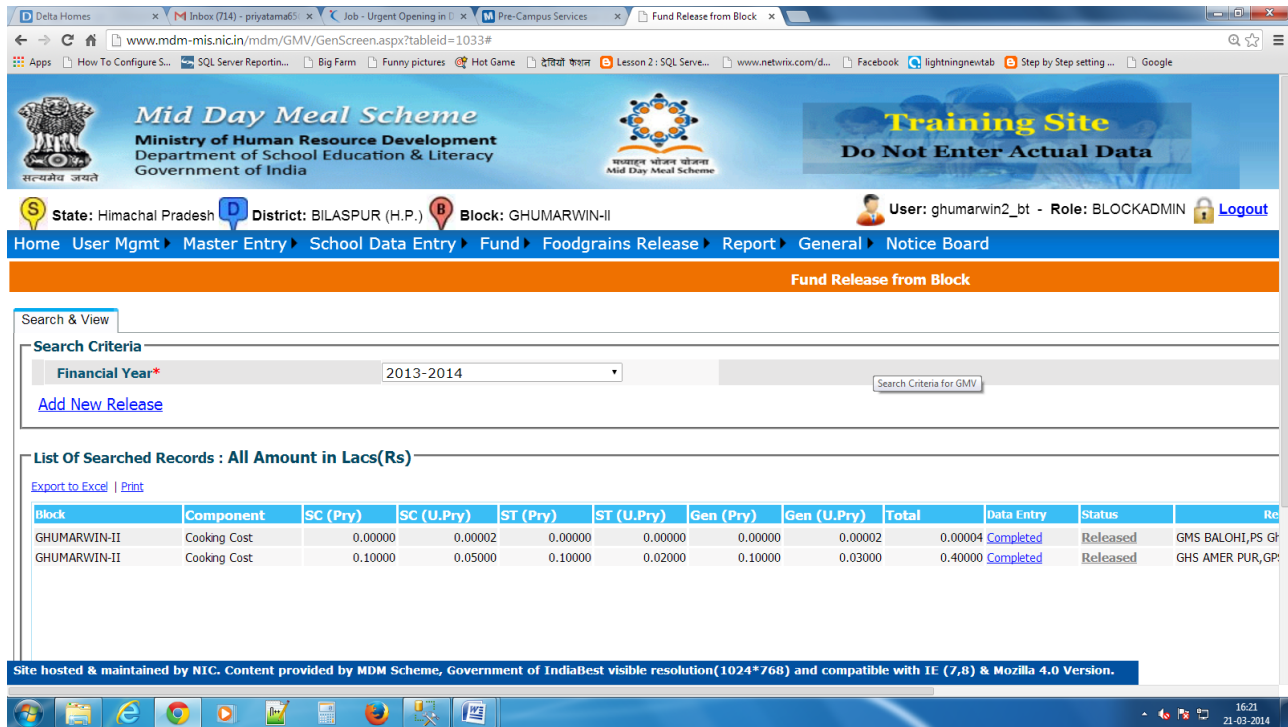 Delta Homes
Inbox (714) - priyatama65
Job - Urgent Opening in D
Pre-Campus Services
Fund Release from Block
www.mdm-mis.nic.in/mdm/GMV/GenScreen.aspx?tableid=1033#
Apps How To Configure S... SQL Server Reportin... Big Farm Funny pictures Hot Game देवियों फैशन Lesson 2 : SQL Serve... www.netwrix.com/d... Facebook lightningnewtab Step by Step setting ... Google
सत्यमेव जयते
Mid Day Meal Scheme
Ministry of Human Resource Development
Department of School Education & Literacy
Government of India
मध्याह्न भोजन योजना
Mid Day Meal Scheme
Training Site
Do Not Enter Actual Data
S State: Himachal Pradesh D District: BILASPUR (H.P.) B Block: GHUMARWIN-II User: ghumarwin2_bt - Role: BLOCKADMIN Logout
Home User Mgmt Master Entry School Data Entry Fund Foodgrains Release Report General Notice Board
Fund Release from Block
Search & View
Search Criteria
Financial Year* 2013-2014
Search Criteria for GMV
Add New Release
List Of Searched Records : All Amount in Lacs(Rs)
Export to Excel | Print
Block Component SC (Pry) SC (U.Pry) ST (Pry) ST (U.Pry) Gen (Pry) Gen (U.Pry) Total Data Entry Status Re
GHUMARWIN-II Cooking Cost 0.00000 0.00002 0.00000 0.00000 0.00000 0.00002 0.00004 Completed Released GMS BALOHI,PS Gh
GHUMARWIN-II Cooking Cost 0.10000 0.05000 0.10000 0.02000 0.10000 0.03000 0.40000 Completed Released GHS AMER PUR,GP
Site hosted & maintained by NIC. Content provided by MDM Scheme, Government of IndiaBest visible resolution(1024*768) and compatible with IE (7,8) & Mozilla 4.0 Version.
16:21
21-03-2014